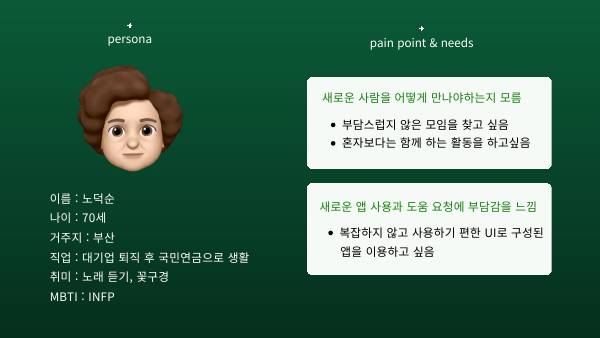 persona
이름 : 노덕순
나이 : 70세
거주지 : 부산
직업 : 대기업 퇴직 후 국민연금으로 생활
취미 : 노래 듣기, 꽃구경
MBTI : INFP
pain point & needs
새로운 사람을 어떻게 만나야하는지 모름
• 부담스럽지 않은 모임을 찾고 싶음
• 혼자보다는 함께 하는 활동을 하고싶음
새로운 앱 사용과 도움 요청에 부담감을 느낌
• 복잡하지 않고 사용하기 편한 UI로 구성된
앱을 이용하고 싶음